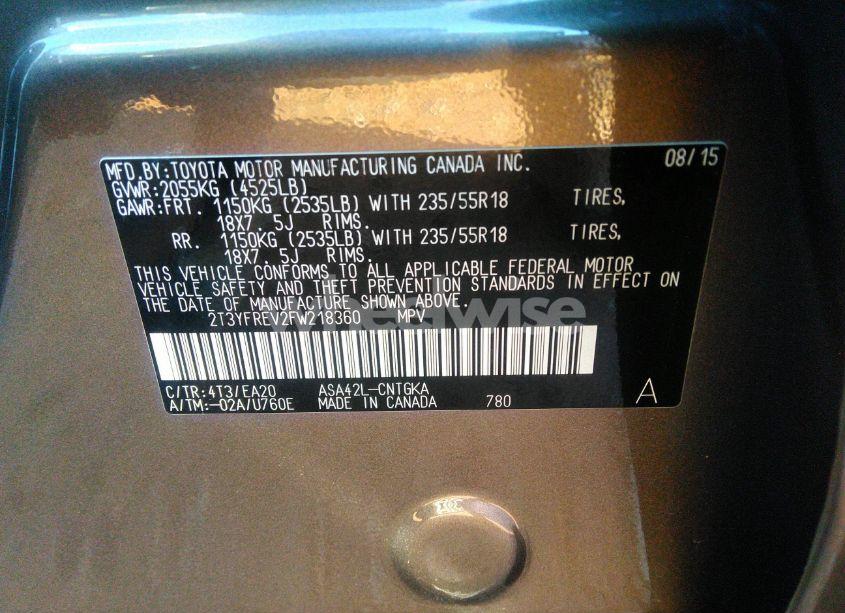 MFD.BY:TOYOTA MOTOR MANUFACTURING CANADA INC. 08/15
GVWR:2055KG (4525LB)
GAWR:FRT. 1150KG (2535LB) WITH 235/55R18 TIRES,
18X7. 5J RIMS.
RR. 1150KG (2535LB) WITH 235/55R18 TIRES,
18X7. 5J RIMS.
THIS VEHICLE CONFORMS TO ALL APPLICABLE FEDERAL MOTOR
VEHICLE SAFETY AND THEFT PREVENTION STANDARDS IN EFFECT ON
THE DATE OF MANUFACTURE SHOWN ABOVE.
2T3YFREV2FW218360 MPV
C/TR:4T3/EA20 ASA42L-CNTGKA
A/TM:-02A/U760E MADE IN CANADA 780 A